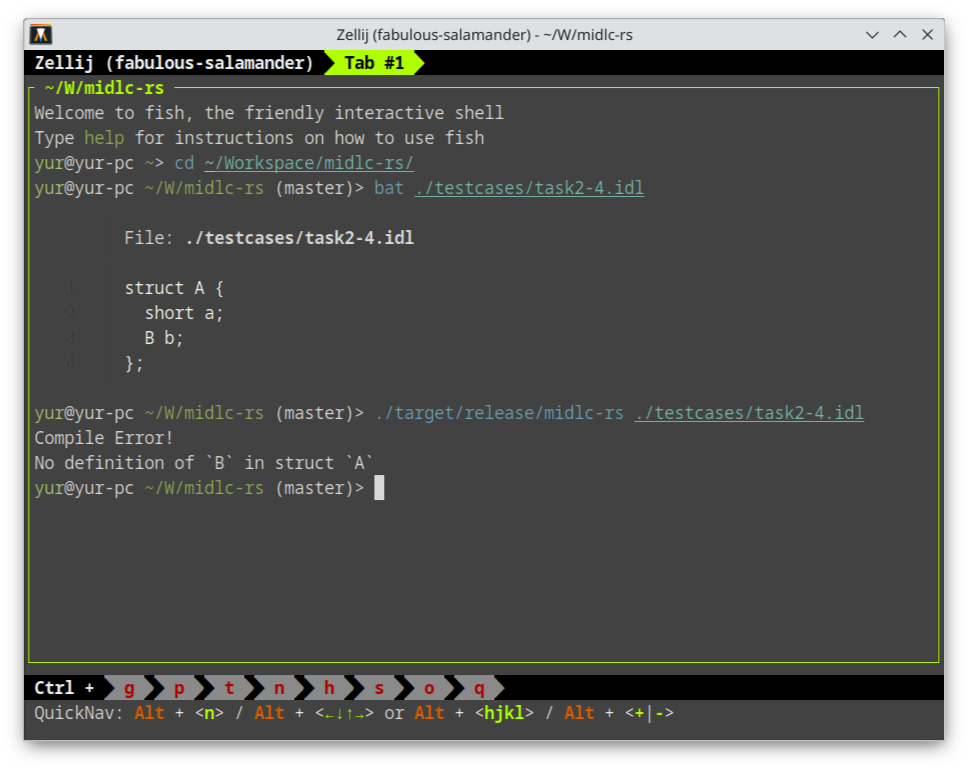 Zellij (fabulous-salamander) - ~/W/midlc-rs
Zellij (fabulous-salamander) Tab #1
~/W/midlc-rs
Welcome to fish, the friendly interactive shell
Type help for instructions on how to use fish
yur@yur-pc ~> cd ~/Workspace/midlc-rs/
yur@yur-pc ~/W/midlc-rs (master)> bat ./testcases/task2-4.idl
File: ./testcases/task2-4.idl
1 struct A {
2 short a;
3 B b;
4 };
yur@yur-pc ~/W/midlc-rs (master)> ./target/release/midlc-rs ./testcases/task2-4.idl
Compile Error!
No definition of `B` in struct `A`
yur@yur-pc ~/W/midlc-rs (master)>
Ctrl + g p t n h s o q
QuickNav: Alt + <n> / Alt + <←↓↑→> or Alt + <hjkl> / Alt + <+|->